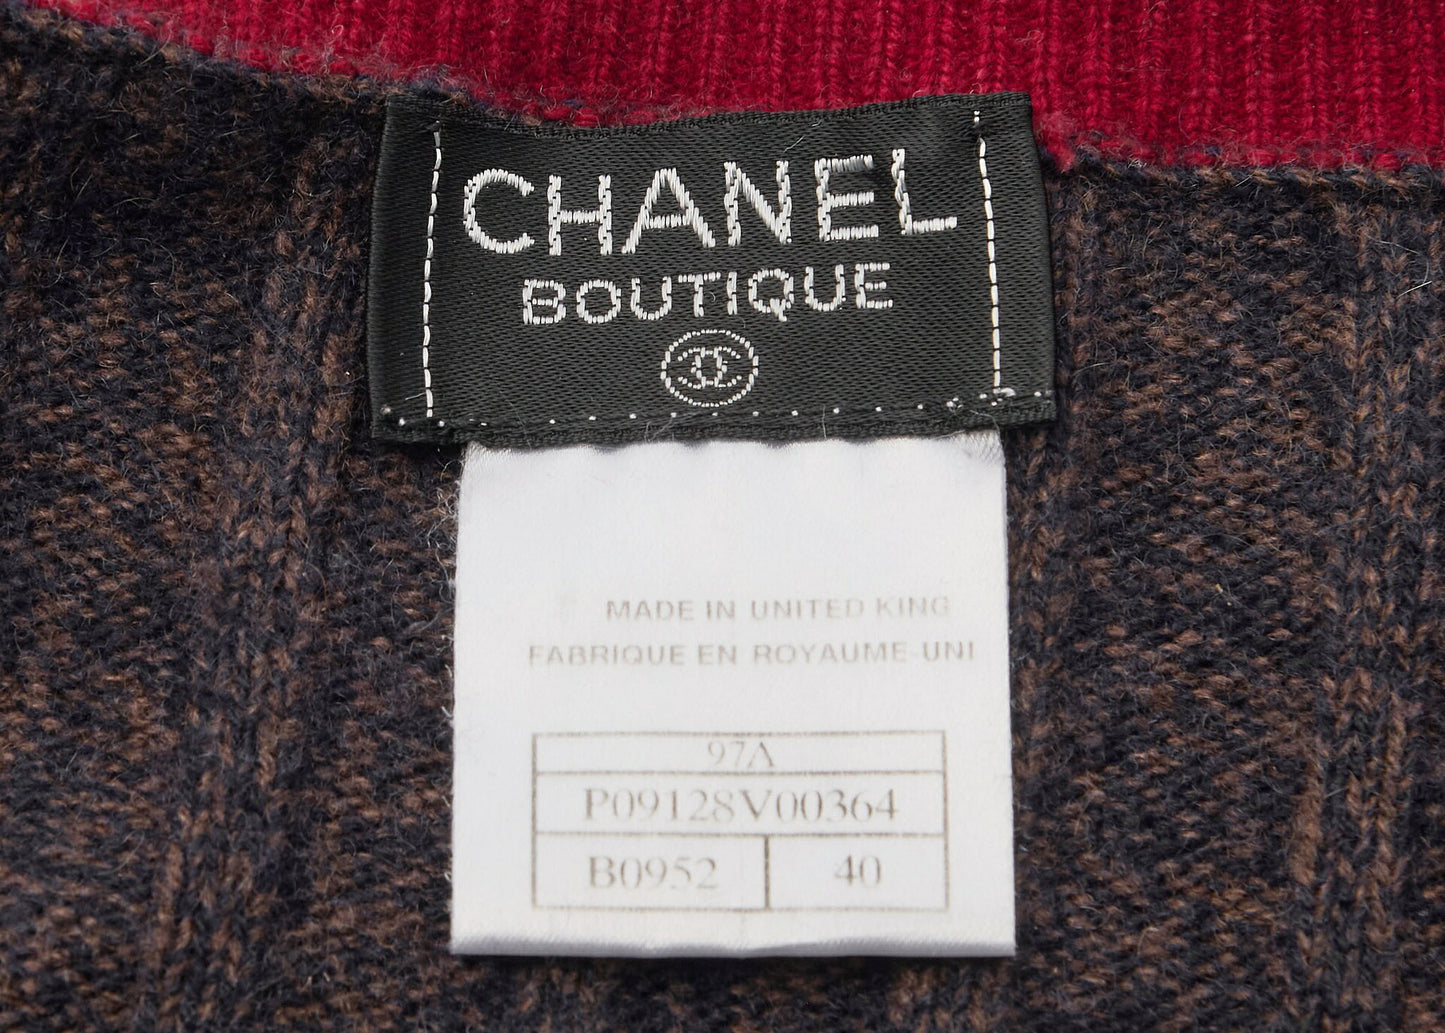 CHANEL
BOUTIQUE
MADE IN UNITED KING
FABRIQUE EN ROYAUME-UNI
97A
P09128V00364
B0952 40